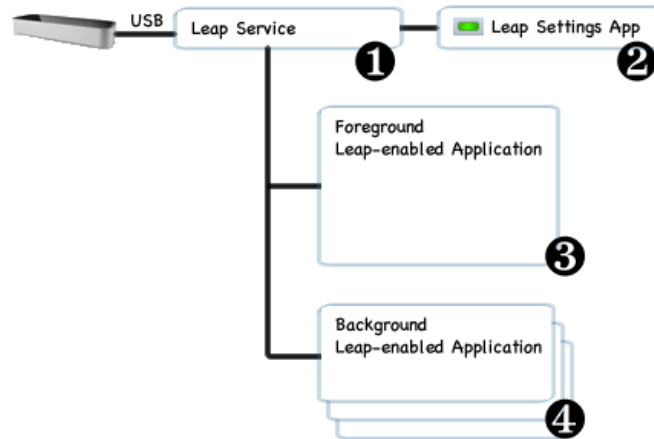 USB
Leap Service
1
Leap Settings App
2
Foreground
Leap-enabled Application
3
Background
Leap-enabled Application
4